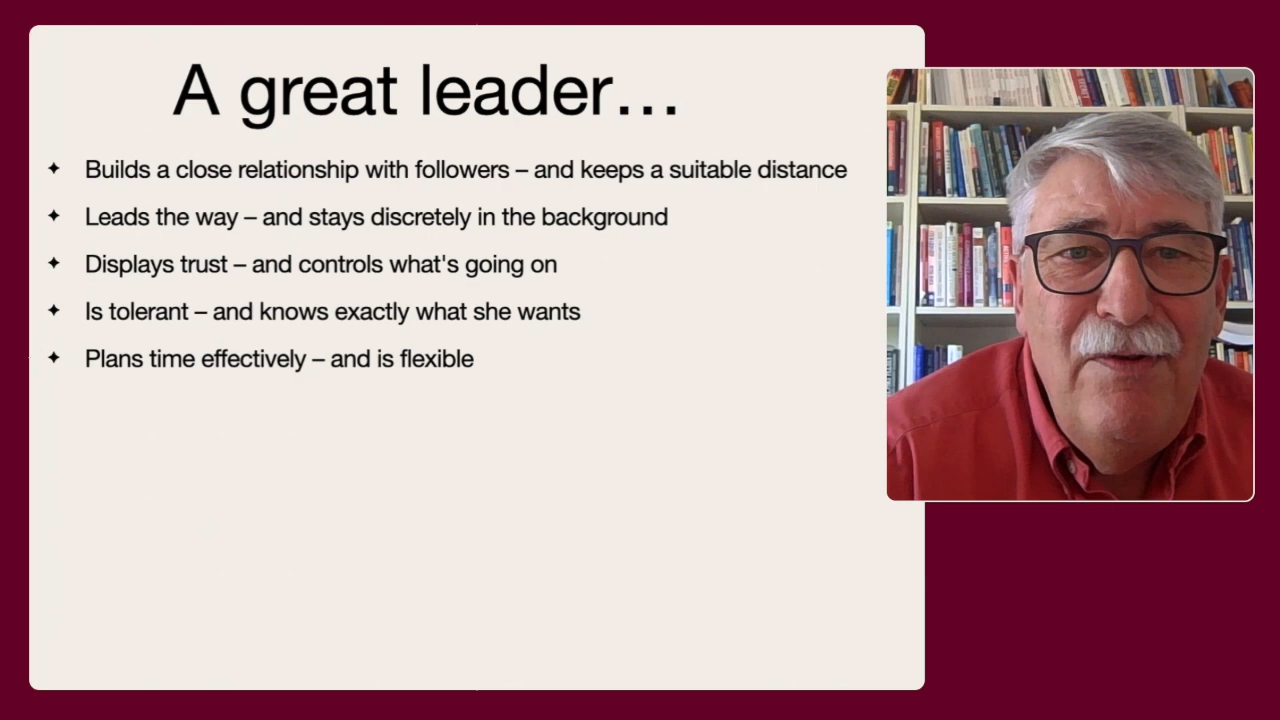 A great leader…
✦ Builds a close relationship with followers – and keeps a suitable distance
✦ Leads the way – and stays discretely in the background
✦ Displays trust – and controls what's going on
✦ Is tolerant – and knows exactly what she wants
✦ Plans time effectively – and is flexible